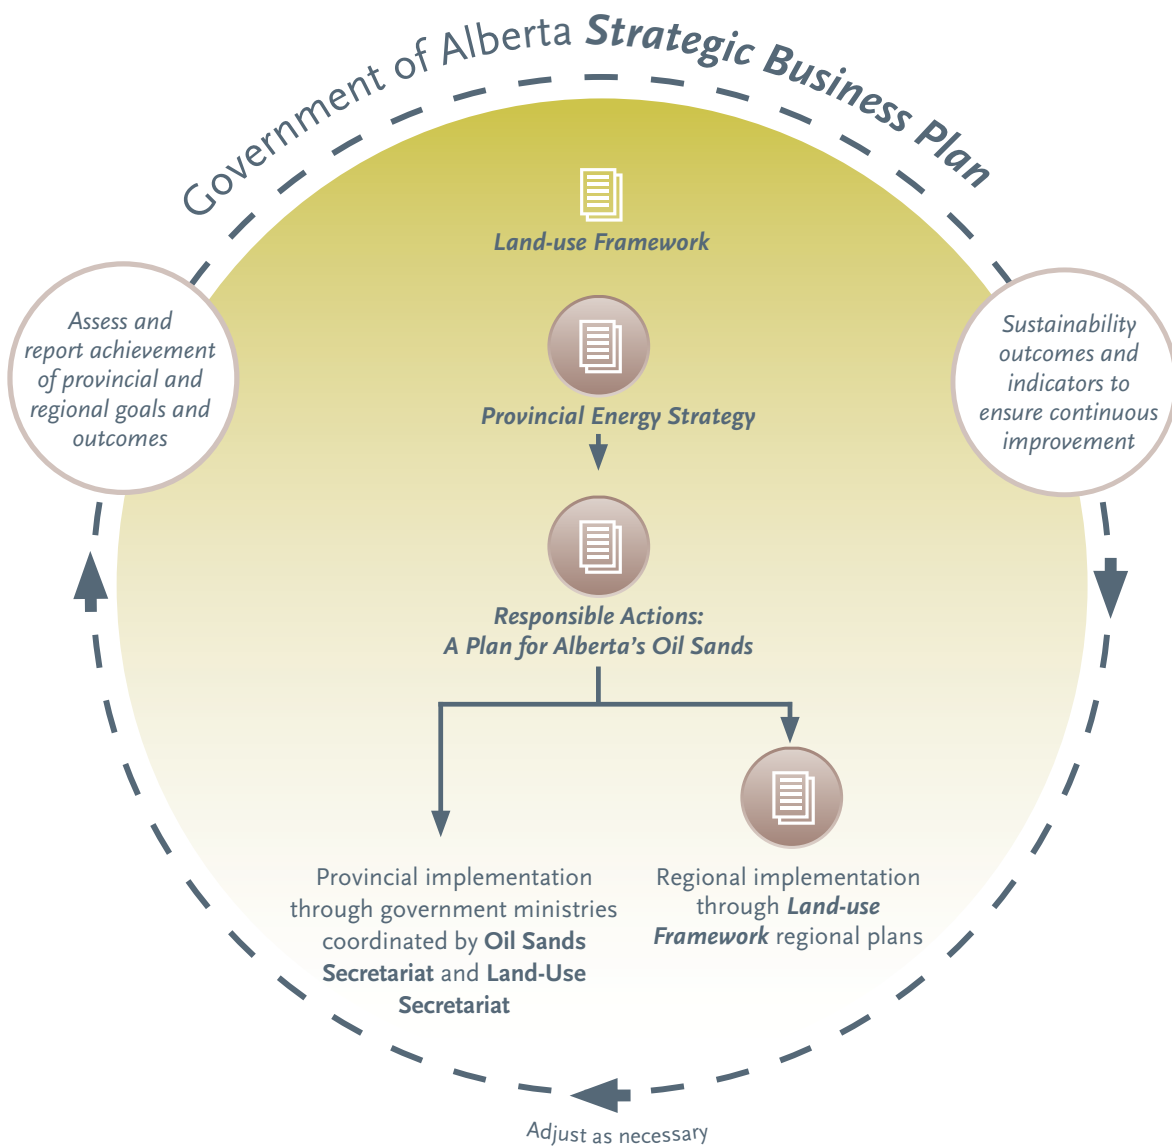 Government of Alberta Strategic Business Plan
Land-use Framework
Assess and
report achievement
of provincial and
regional goals and
outcomes
Sustainability
outcomes and
indicators to
ensure continuous
improvement
Provincial Energy Strategy
Responsible Actions:
A Plan for Alberta's Oil Sands
Provincial implementation
through government ministries
coordinated by Oil Sands
Secretariat and Land-Use
Secretariat
Regional implementation
through Land-use
Framework regional plans
Adjust as necessary